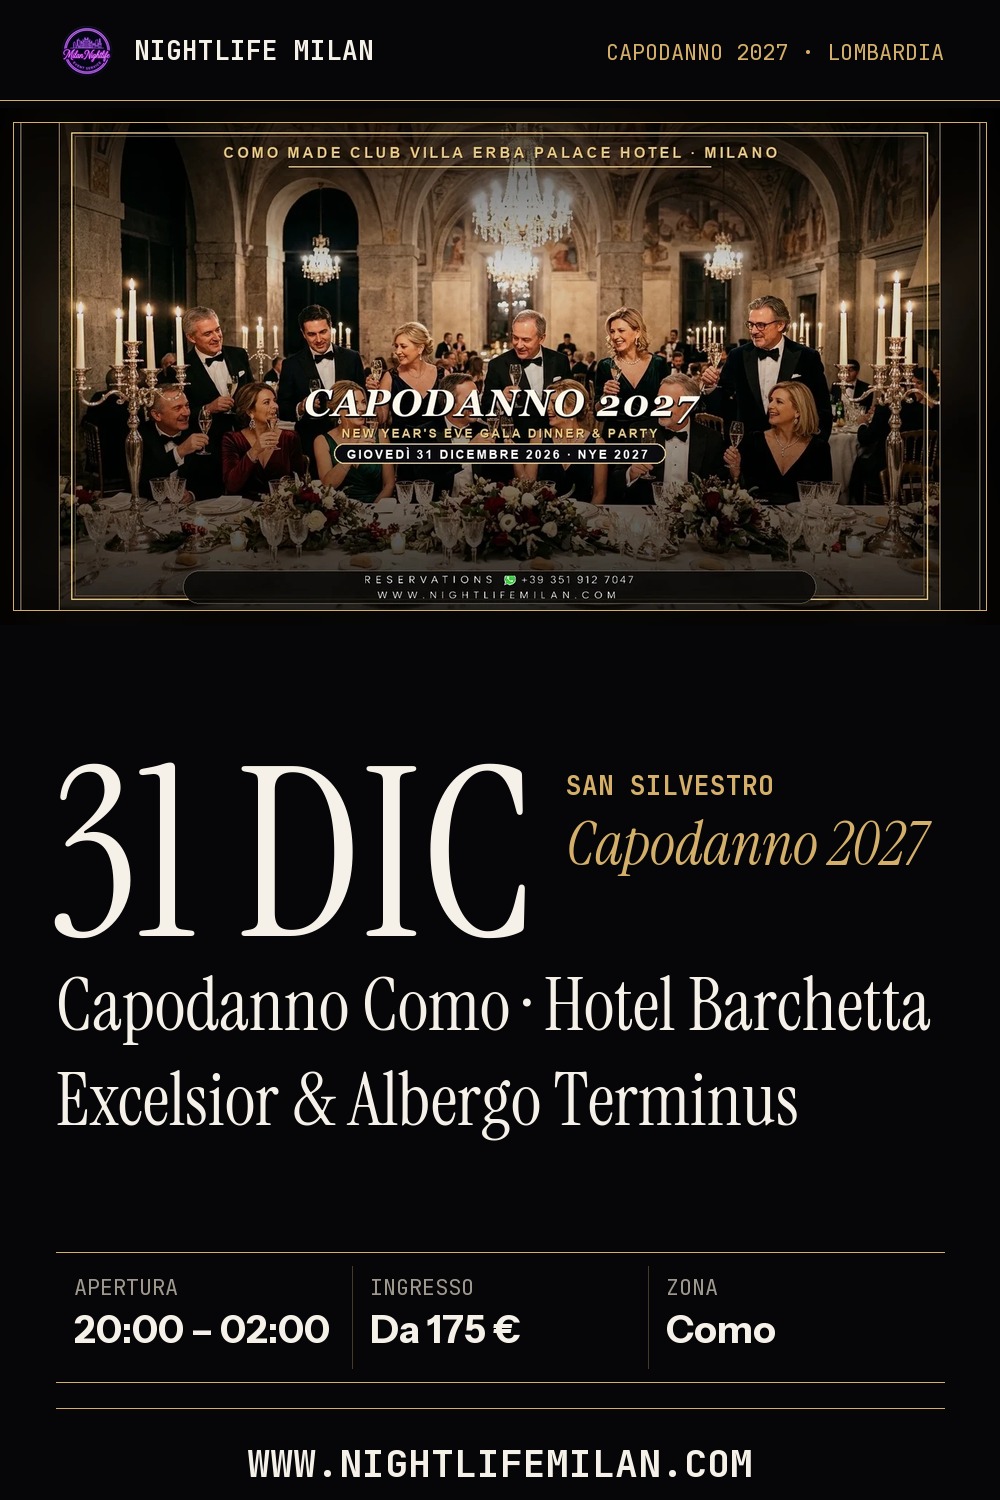 Milan Nightlife
NIGHTLIFE MILAN
CAPODANNO 2027 · LOMBARDIA
COMO MADE CLUB VILLA ERBA PALACE HOTEL · MILANO
CAPODANNO 2027
NEW YEAR'S EVE GALA DINNER & PARTY
GIOVEDÌ 31 DICEMBRE 2026 · NYE 2027
RESERVATIONS +39 351 912 7047
WWW.NIGHTLIFEMILAN.COM
31 DIC
SAN SILVESTRO
Capodanno 2027
Capodanno Como · Hotel Barchetta
Excelsior & Albergo Terminus
APERTURA
20:00 – 02:00
INGRESSO
Da 175 €
ZONA
Como
WWW.NIGHTLIFEMILAN.COM